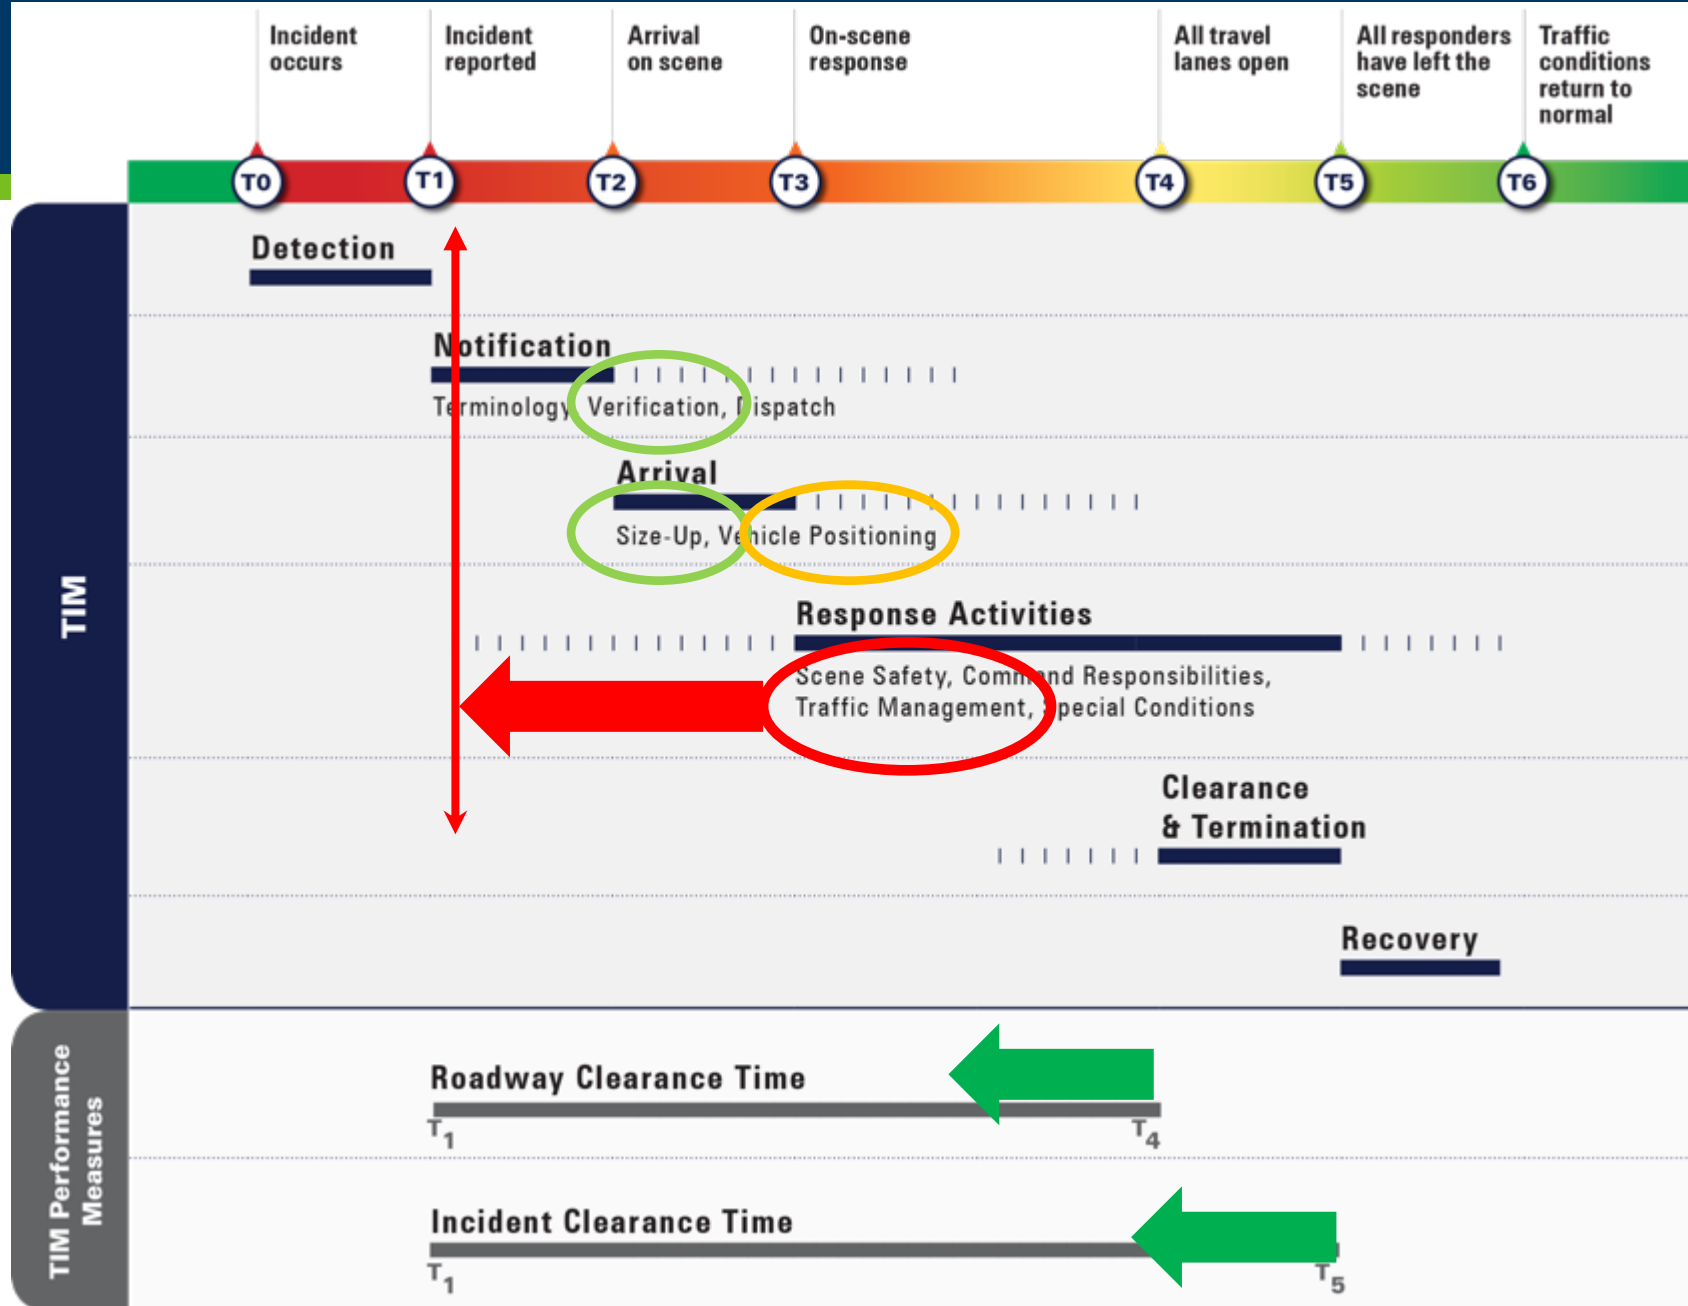 Incident
occurs
Incident
reported
Arrival
on scene
On-scene
response
All travel
lanes open
All responders
have left the
scene
Traffic
conditions
return to
normal
T0
T1
T2
T3
T4
T5
T6
TIM
Detection
Notification
Terminology, Verification, Dispatch
Arrival
Size-Up, Vehicle Positioning
Response Activities
Scene Safety, Command Responsibilities,
Traffic Management, Special Conditions
Clearance
& Termination
Recovery
TIM Performance
Measures
Roadway Clearance Time
T1
T4
Incident Clearance Time
T1
T5